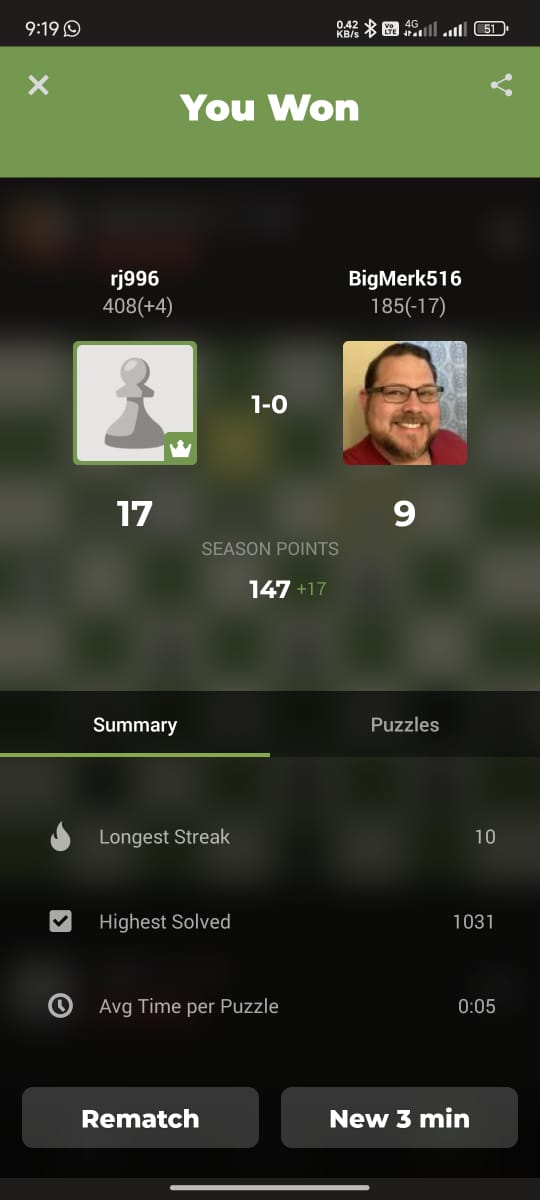 9:19 0.42 KB/s VO LTE 4G 51
You Won
rj996 BigMerk516
408(+4) 185(-17)
1-0
17 9
SEASON POINTS
147 +17
Summary Puzzles
Longest Streak 10
Highest Solved 1031
Avg Time per Puzzle 0:05
Rematch New 3 min